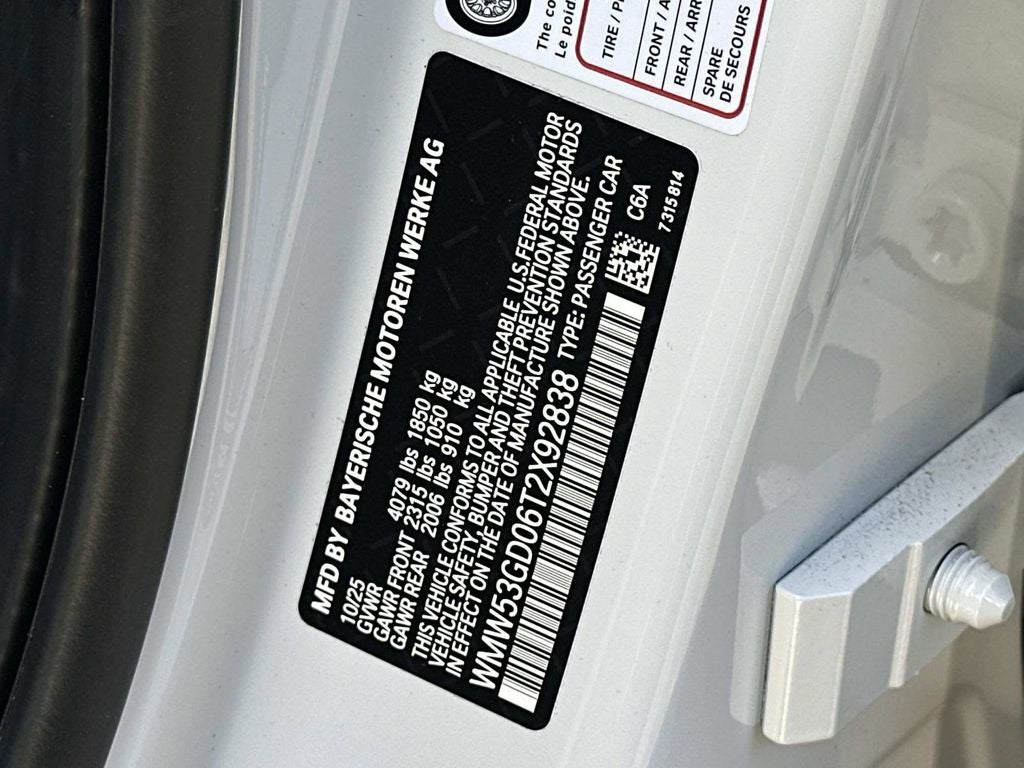 The co
Le poid
TIRE / P
FRONT / A
REAR / ARR
SPARE
DE SECOURS
MFD BY BAYERISCHE MOTOREN WERKE AG
10/25
GVWR 4079 lbs 1850 kg
GAWR FRONT 2315 lbs 1050 kg
GAWR REAR 2006 lbs 910 kg
THIS VEHICLE CONFORMS TO ALL APPLICABLE U.S.FEDERAL MOTOR
VEHICLE SAFETY, BUMPER AND THEFT PREVENTION STANDARDS
IN EFFECT ON THE DATE OF MANUFACTURE SHOWN ABOVE.
WMW53GD06T2X92838 TYPE: PASSENGER CAR
C6A
7315814